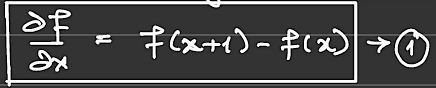 ∂f/∂x = f(x+1) - f(x) → ①